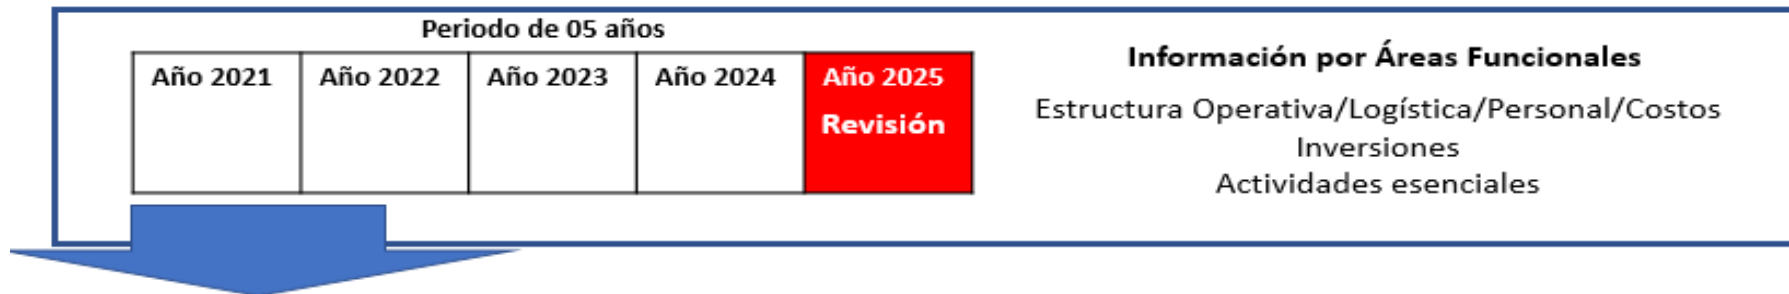 Periodo de 05 años
Año 2021 Año 2022 Año 2023 Año 2024 Año 2025
Revisión
Información por Áreas Funcionales
Estructura Operativa/Logística/Personal/Costos
Inversiones
Actividades esenciales